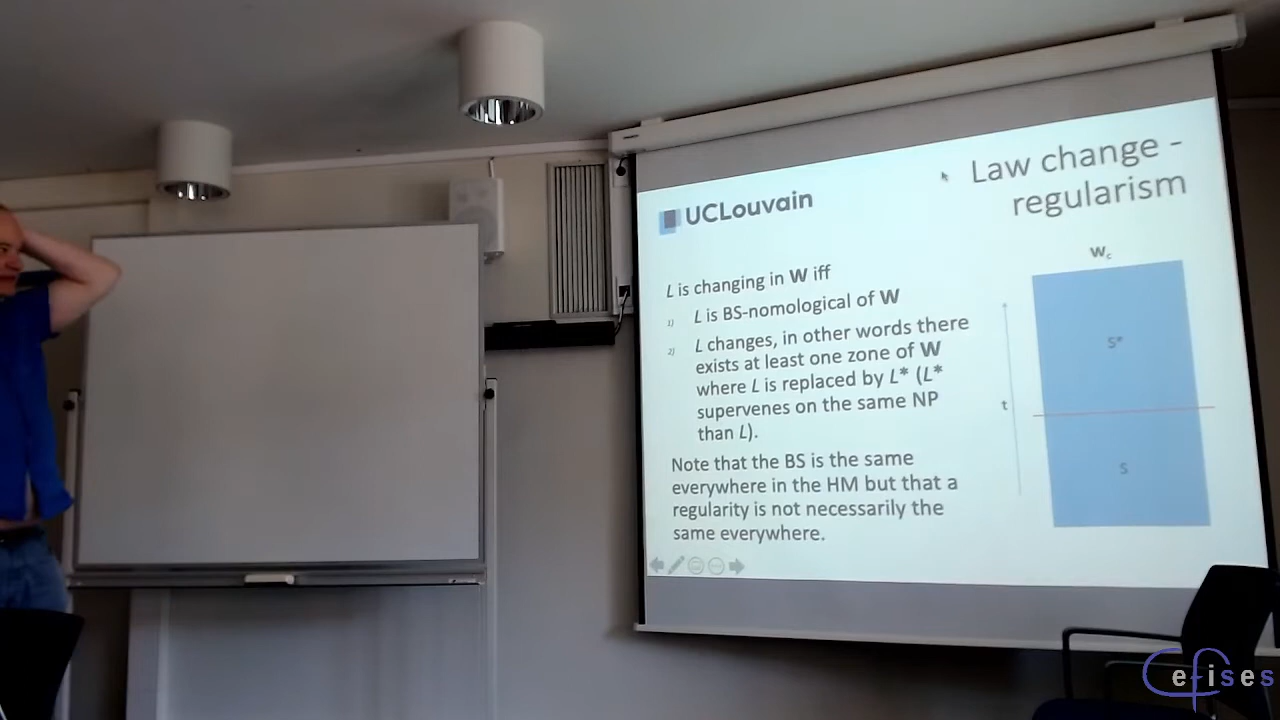 Law change -
regularism
UCLouvain
L is changing in W iff
1) L is BS-nomological of W
2) L changes, in other words there
exists at least one zone of W
where L is replaced by L* (L*
supervenes on the same NP
than L).
Note that the BS is the same
everywhere in the HM but that a
regularity is not necessarily the
same everywhere.
Wc
S*
t
S
Cefises